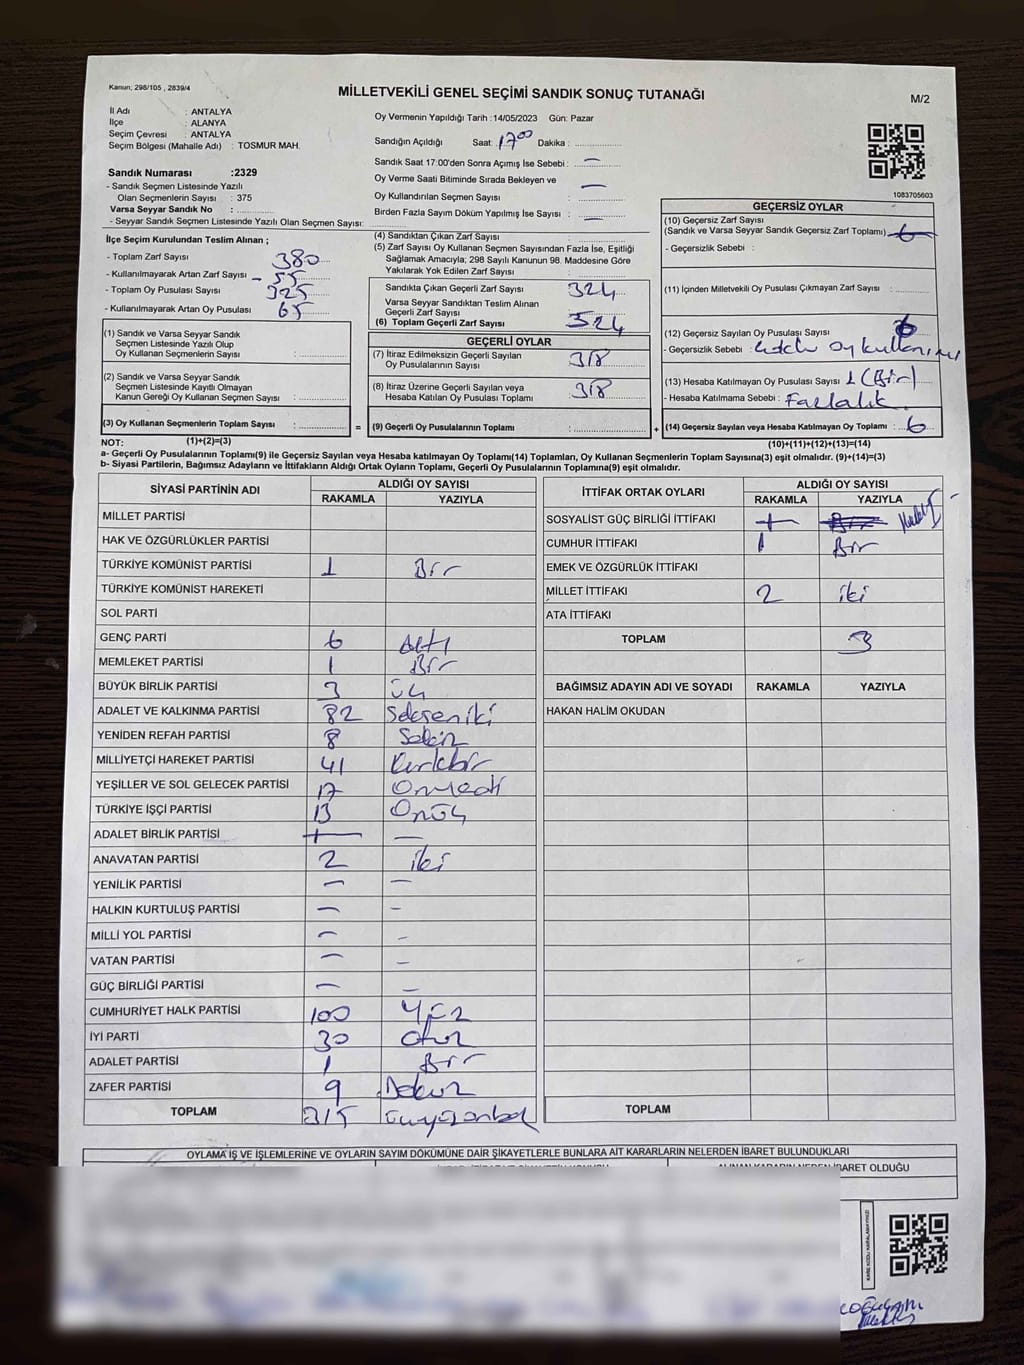 Kanun; 298/105 , 2839/4
MİLLETVEKİLİ GENEL SEÇİMİ SANDIK SONUÇ TUTANAĞI
M/2
İl Adı : ANTALYA
İlçe : ALANYA
Seçim Çevresi : ANTALYA
Seçim Bölgesi (Mahalle Adı) : TOSMUR MAH.
Sandık Numarası :2329
- Sandık Seçmen Listesinde Yazılı
Olan Seçmenlerin Sayısı : 375
Varsa Seyyar Sandık No : ............
- Seyyar Sandık Seçmen Listesinde Yazılı Olan Seçmen Sayısı:
Oy Vermenin Yapıldığı Tarih :14/05/2023 Gün: Pazar
Sandığın Açıldığı Saat: 17⁰⁰ Dakika : ............
Sandık Saat 17:00'den Sonra Açımış İse Sebebi : —
Oy Verme Saati Bitiminde Sırada Bekleyen ve
Oy Kullandırılan Seçmen Sayısı : —
Birden Fazla Sayım Döküm Yapılmış İse Sayısı : —
1083705603
İlçe Seçim Kurulundan Teslim Alınan ;
- Toplam Zarf Sayısı : 380
- Kullanılmayarak Artan Zarf Sayısı – 55
- Toplam Oy Pusulası Sayısı : 325
- Kullanılmayarak Artan Oy Pusulası : 65
(1) Sandık ve Varsa Seyyar Sandık
Seçmen Listesinde Yazılı Olup
Oy Kullanan Seçmenlerin Sayısı : ............
(2) Sandık ve Varsa Seyyar Sandık
Seçmen Listesinde Kayıtlı Olmayan
Kanun Gereği Oy Kullanan Seçmen Sayısı : ............
(3) Oy Kullanan Seçmenlerin Toplam Sayısı : ............ =
(4) Sandıktan Çıkan Zarf Sayısı : ............
(5) Zarf Sayısı Oy Kullanan Seçmen Sayısından Fazla İse, Eşitliği
Sağlamak Amacıyla; 298 Sayılı Kanunun 98. Maddesine Göre
Yakılarak Yok Edilen Zarf Sayısı : ............
Sandıkta Çıkan Geçerli Zarf Sayısı : 324
Varsa Seyyar Sandıktan Teslim Alınan
Geçerli Zarf Sayısı :
(6) Toplam Geçerli Zarf Sayısı : 324
GEÇERLİ OYLAR
(7) İtiraz Edilmeksizin Geçerli Sayılan
Oy Pusulalarının Sayısı : 318
(8) İtiraz Üzerine Geçerli Sayılan veya
Hesaba Katılan Oy Pusulası Toplamı : 318
(9) Geçerli Oy Pusulalarının Toplamı : ............ +
GEÇERSİZ OYLAR
(10) Geçersiz Zarf Sayısı
(Sandık ve Varsa Seyyar Sandık Geçersiz Zarf Toplamı) : 6
- Geçersizlik Sebebi :
(11) İçinden Milletvekili Oy Pusulası Çıkmayan Zarf Sayısı : ............
(12) Geçersiz Sayılan Oy Pusulası Sayısı : 6
- Geçersizlik Sebebi : oy kullanımı
(13) Hesaba Katılmayan Oy Pusulası Sayısı : 1 (Bir)
- Hesaba Katılmama Sebebi : Fazlalık
(14) Geçersiz Sayılan veya Hesaba Katılmayan Oy Toplamı : 6
NOT: (1)+(2)=(3) (10)+(11)+(12)+(13)=(14)
a- Geçerli Oy Pusulalarının Toplamı(9) ile Geçersiz Sayılan veya Hesaba katılmayan Oy Toplamı(14) Toplamları, Oy Kullanan Seçmenlerin Toplam Sayısına(3) eşit olmalıdır. (9)+(14)=(3)
b- Siyasi Partilerin, Bağımsız Adayların ve İttifakların Aldığı Ortak Oyların Toplamı, Geçerli Oy Pusulalarının Toplamına(9) eşit olmalıdır.
SİYASİ PARTİNİN ADI ALDIĞI OY SAYISI
RAKAMLA YAZIYLA
MİLLET PARTİSİ
HAK VE ÖZGÜRLÜKLER PARTİSİ
TÜRKİYE KOMÜNİST PARTİSİ 1 Bir
TÜRKİYE KOMÜNİST HAREKETİ
SOL PARTİ
GENÇ PARTİ 6 Altı
MEMLEKET PARTİSİ 1 Bir
BÜYÜK BİRLİK PARTİSİ 3 üç
ADALET VE KALKINMA PARTİSİ 82 Seksen iki
YENİDEN REFAH PARTİSİ 8 Sekiz
MİLLİYETÇİ HAREKET PARTİSİ 41 Kırkbir
YEŞİLLER VE SOL GELECEK PARTİSİ 17 Onyedi
TÜRKİYE İŞÇİ PARTİSİ 13 Onüç
ADALET BİRLİK PARTİSİ — —
ANAVATAN PARTİSİ 2 iki
YENİLİK PARTİSİ — —
HALKIN KURTULUŞ PARTİSİ — –
MİLLİ YOL PARTİSİ — –
VATAN PARTİSİ — –
GÜÇ BİRLİĞİ PARTİSİ — –
CUMHURİYET HALK PARTİSİ 100 Yüz
İYİ PARTİ 30 Otuz
ADALET PARTİSİ 1 Bir
ZAFER PARTİSİ 9 Dokuz
TOPLAM 315 üçyüzonbeş
İTTİFAK ORTAK OYLARI ALDIĞI OY SAYISI
RAKAMLA YAZIYLA
SOSYALİST GÜÇ BİRLİĞİ İTTİFAKI
CUMHUR İTTİFAKI 1 Bir
EMEK VE ÖZGÜRLÜK İTTİFAKI
MİLLET İTTİFAKI 2 iki
ATA İTTİFAKI
TOPLAM 3
BAĞIMSIZ ADAYIN ADI VE SOYADI RAKAMLA YAZIYLA
HAKAN HALİM OKUDAN
TOPLAM
OYLAMA İŞ VE İŞLEMLERİNE VE OYLARIN SAYIM DÖKÜMÜNE DAİR ŞİKAYETLERLE BUNLARA AİT KARARLARIN NELERDEN İBARET BULUNDUKLARI
ALINAN KARARIN NEDEN İBARET OLDUĞU
KARE KODU KARALAMAYINIZ!